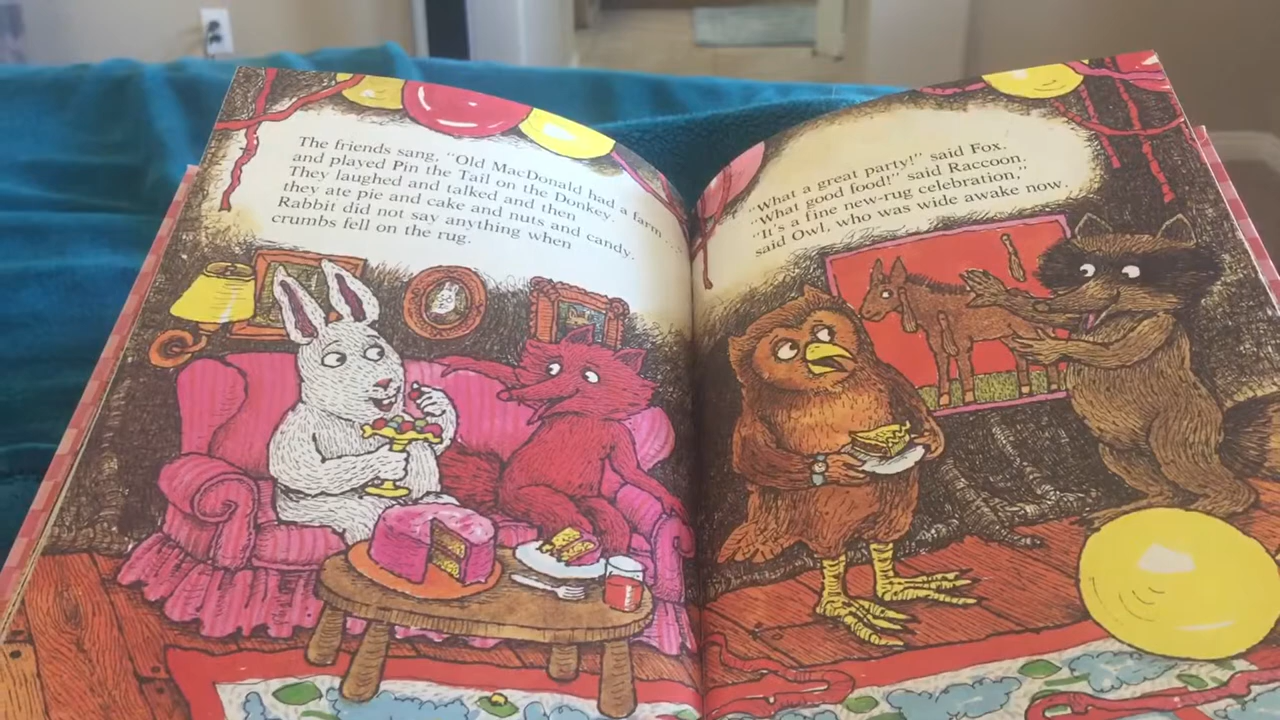 The friends sang, "Old MacDonald had a farm ...
and played Pin the Tail on the Donkey.
They laughed and talked and then
they ate pie and cake and nuts and candy.
Rabbit did not say anything when
crumbs fell on the rug.
"What a great party!" said Fox.
"What good food!" said Raccoon.
"It's a fine new-rug celebration,"
said Owl, who was wide awake now.